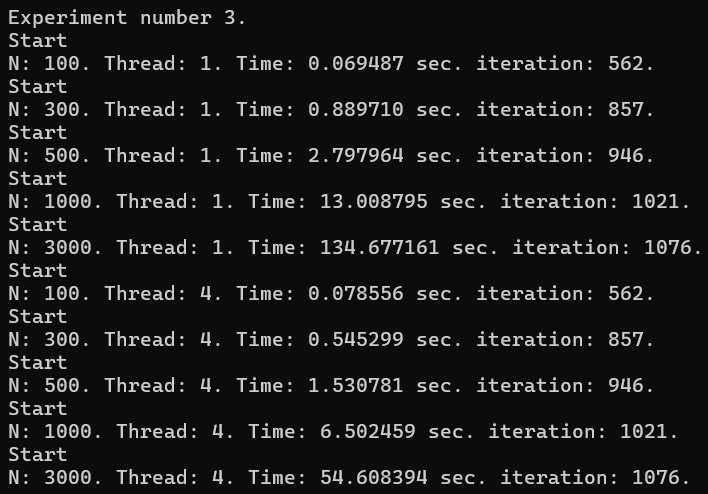 Experiment number 3.
Start
N: 100. Thread: 1. Time: 0.069487 sec. iteration: 562.
Start
N: 300. Thread: 1. Time: 0.889710 sec. iteration: 857.
Start
N: 500. Thread: 1. Time: 2.797964 sec. iteration: 946.
Start
N: 1000. Thread: 1. Time: 13.008795 sec. iteration: 1021.
Start
N: 3000. Thread: 1. Time: 134.677161 sec. iteration: 1076.
Start
N: 100. Thread: 4. Time: 0.078556 sec. iteration: 562.
Start
N: 300. Thread: 4. Time: 0.545299 sec. iteration: 857.
Start
N: 500. Thread: 4. Time: 1.530781 sec. iteration: 946.
Start
N: 1000. Thread: 4. Time: 6.502459 sec. iteration: 1021.
Start
N: 3000. Thread: 4. Time: 54.608394 sec. iteration: 1076.